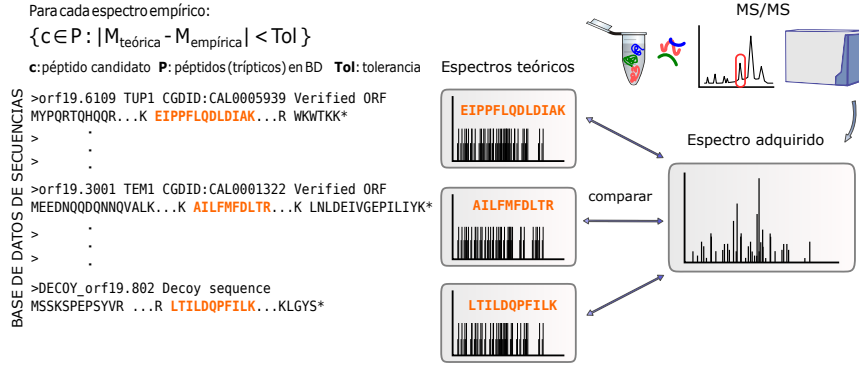 Para cada espectro empírico:
{c∈P: |Mteórica - Mempírica| < Tol}
c:péptido candidato P: péptidos (trípticos) en BD Tol: tolerancia
BASE DE DATOS DE SECUENCIAS
>orf19.6109 TUP1 CGDID:CAL0005939 Verified ORF
MYPQRTQHQQR...K EIPPFLQDLDIAK...R WKWTKK*
>
.
.
>
.
>orf19.3001 TEM1 CGDID:CAL0001322 Verified ORF
MEEDNQQDQNNQVALK...K AILFMFDLTR...K LNLDEIVGEPILIYK*
>
.
.
>
.
>DECOY_orf19.802 Decoy sequence
MSSKSPEPSYVR ...R LTILDQPFILK...KLGYS*
Espectros teóricos
EIPPFLQDLDIAK
AILFMFDLTR
LTILDQPFILK
comparar
MS/MS
Espectro adquirido